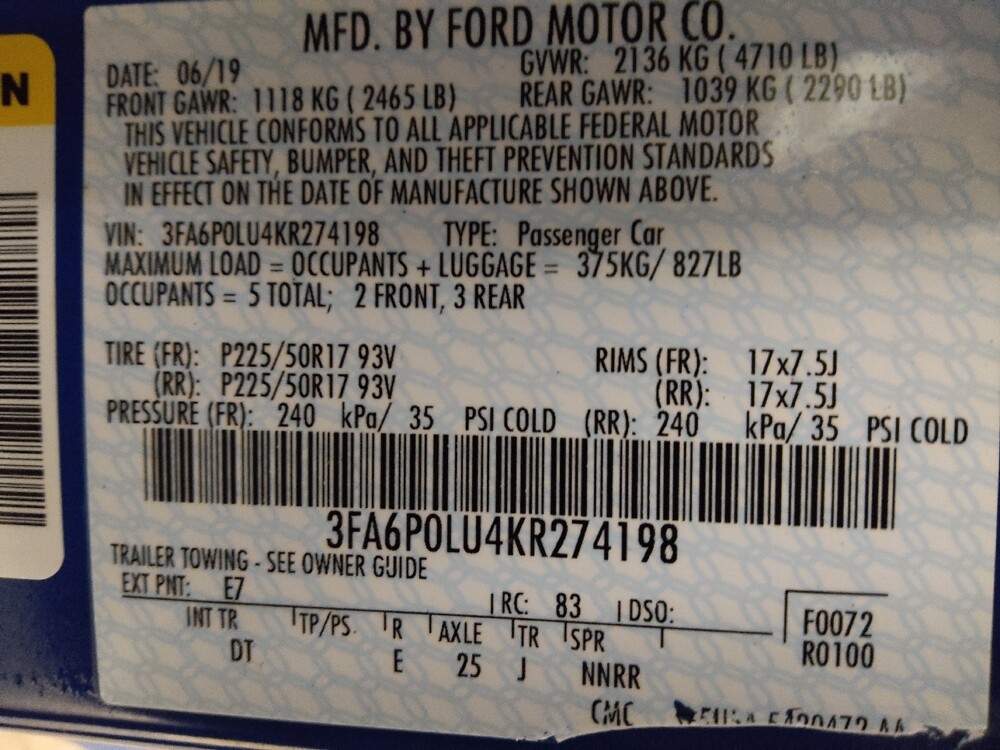 MFD. BY FORD MOTOR CO.
DATE: 06/19 GVWR: 2136 KG ( 4710 LB)
FRONT GAWR: 1118 KG ( 2465 LB) REAR GAWR: 1039 KG ( 2290 LB)
THIS VEHICLE CONFORMS TO ALL APPLICABLE FEDERAL MOTOR
VEHICLE SAFETY, BUMPER, AND THEFT PREVENTION STANDARDS
IN EFFECT ON THE DATE OF MANUFACTURE SHOWN ABOVE.
VIN: 3FA6P0LU4KR274198 TYPE: Passenger Car
MAXIMUM LOAD = OCCUPANTS + LUGGAGE = 375KG/ 827LB
OCCUPANTS = 5 TOTAL; 2 FRONT, 3 REAR
TIRE (FR): P225/50R17 93V RIMS (FR): 17x7.5J
(RR): P225/50R17 93V (RR): 17x7.5J
PRESSURE (FR): 240 kPa/ 35 PSI COLD (RR): 240 kPa/ 35 PSI COLD
3FA6P0LU4KR274198
TRAILER TOWING - SEE OWNER GUIDE
EXT PNT: E7 RC: 83 DSO:
INT TR TP/PS R AXLE TR SPR F0072
DT E 25 J NNRR R0100
CMC
N